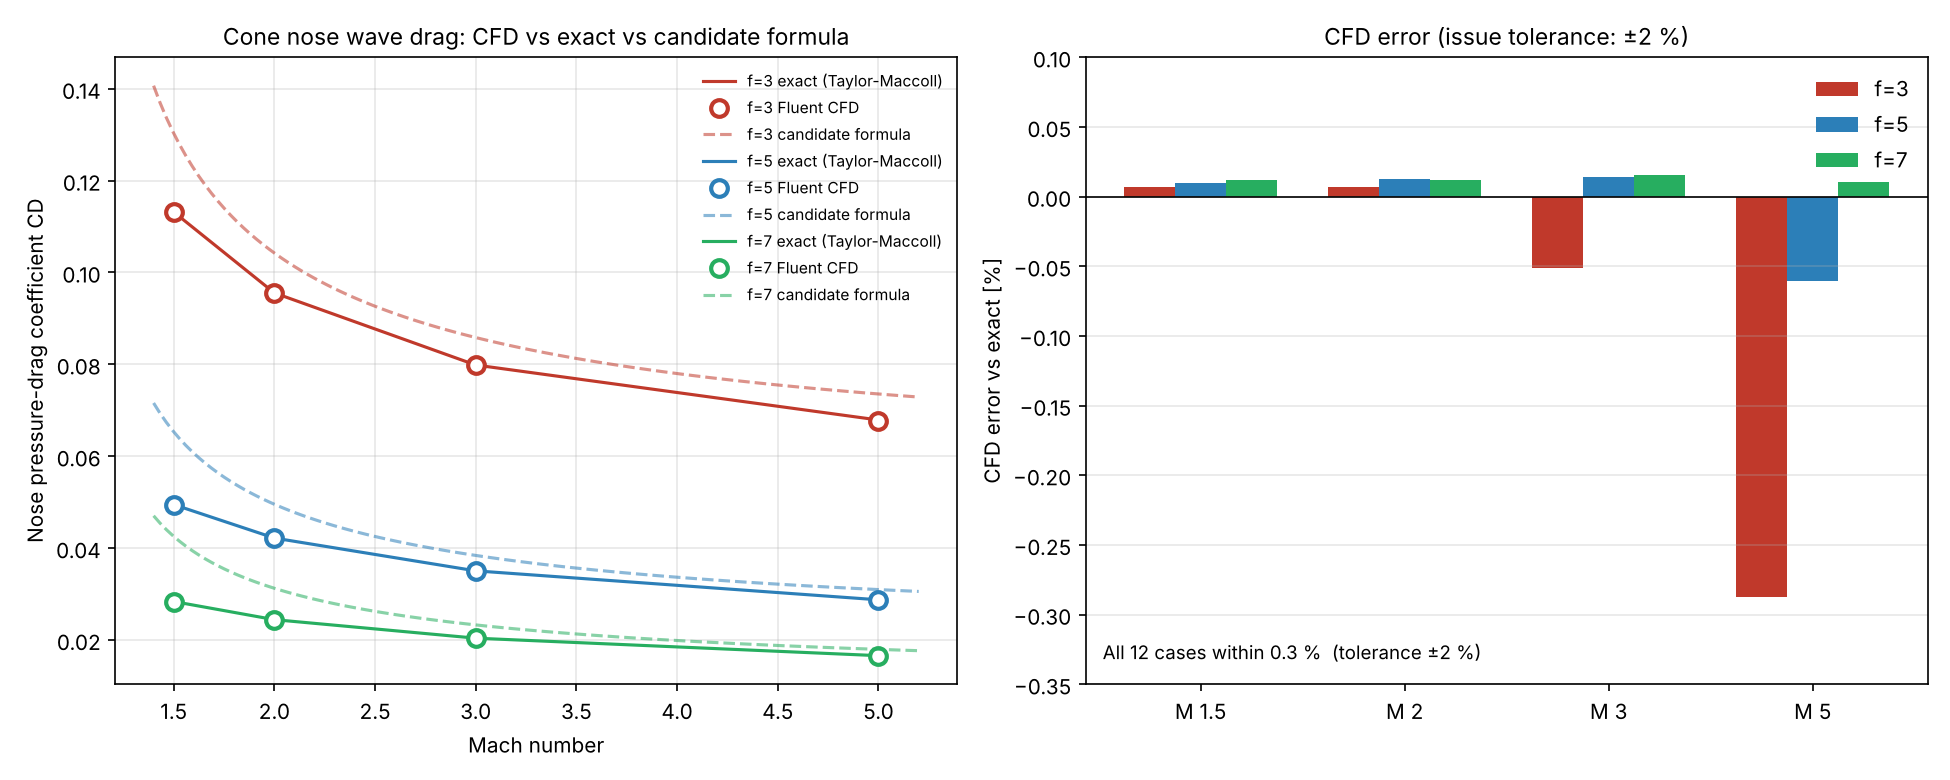 Cone nose wave drag: CFD vs exact vs candidate formula
Nose pressure-drag coefficient CD
0.14
0.12
0.10
0.08
0.06
0.04
0.02
f=3 exact (Taylor-Maccoll)
f=3 Fluent CFD
f=3 candidate formula
f=5 exact (Taylor-Maccoll)
f=5 Fluent CFD
f=5 candidate formula
f=7 exact (Taylor-Maccoll)
f=7 Fluent CFD
f=7 candidate formula
1.5 2.0 2.5 3.0 3.5 4.0 4.5 5.0
Mach number
CFD error (issue tolerance: ±2 %)
CFD error vs exact [%]
0.10
0.05
0.00
−0.05
−0.10
−0.15
−0.20
−0.25
−0.30
−0.35
f=3
f=5
f=7
All 12 cases within 0.3 % (tolerance ±2 %)
M 1.5 M 2 M 3 M 5